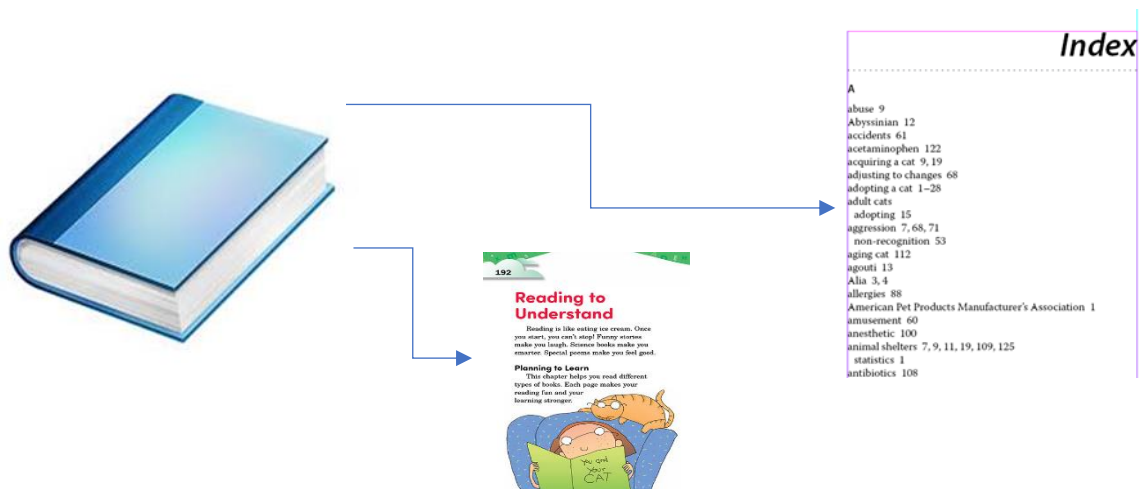 192
Reading to
Understand
Reading is like eating ice cream. Once
you start, you can't stop! Funny stories
make you laugh. Science books make you
smarter. Special poems make you feel good.
Planning to Learn
This chapter helps you read different
types of books. Each page makes your
reading fun and your
learning stronger.
You and
Your
CAT
Index
A
abuse 9
Abyssinian 12
accidents 61
acetaminophen 122
acquiring a cat 9, 19
adjusting to changes 68
adopting a cat 1–28
adult cats
adopting 15
aggression 7, 68, 71
non-recognition 53
aging cat 112
agouti 13
Alia 3, 4
allergies 88
American Pet Products Manufacturer's Association 1
amusement 60
anesthetic 100
animal shelters 7, 9, 11, 19, 109, 125
statistics 1
antibiotics 108